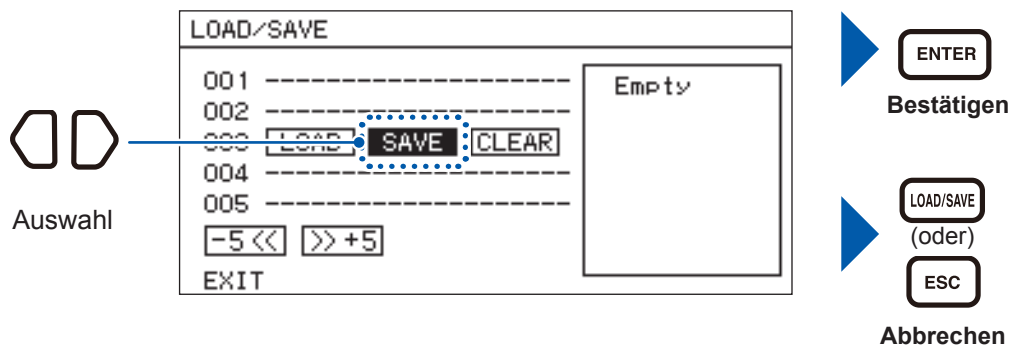 LOAD/SAVE
001 --------------------
002 --------------------
003 LOAD SAVE CLEAR
004 --------------------
005 --------------------
-5 << >> +5
EXIT
Empty
Auswahl
ENTER
Bestätigen
LOAD/SAVE
(oder)
ESC
Abbrechen